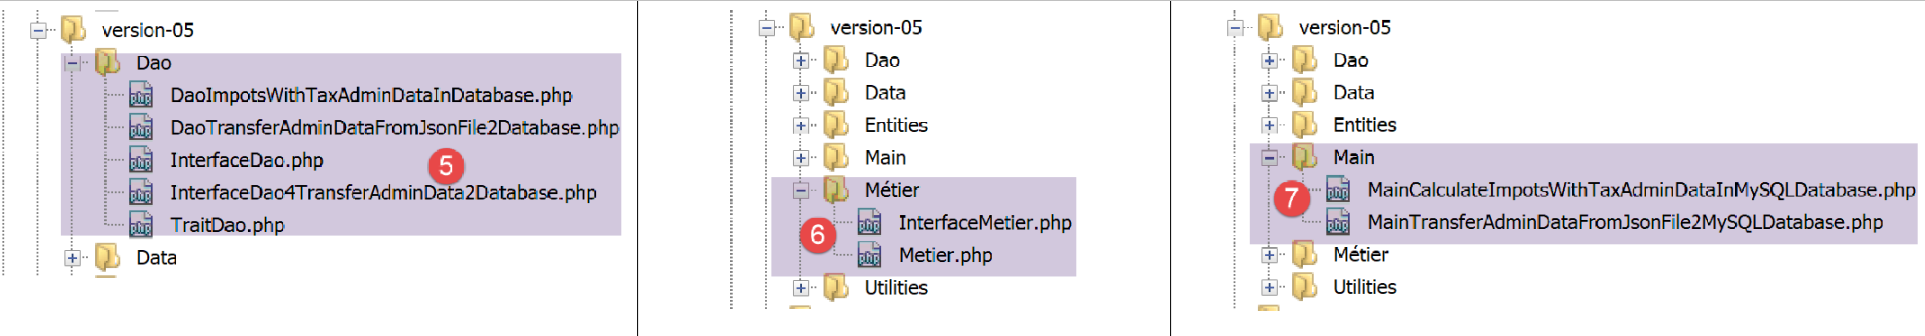 version-05
Dao
DaoImpotsWithTaxAdminDataInDatabase.php
DaoTransferAdminDataFromJsonFile2Database.php
InterfaceDao.php
5
InterfaceDao4TransferAdminData2Database.php
TraitDao.php
Data
version-05
Dao
Data
Entities
Main
Métier
InterfaceMetier.php
6
Metier.php
Utilities
version-05
Dao
Data
Entities
Main
MainCalculateImpotsWithTaxAdminDataInMySQLDatabase.php
7
MainTransferAdminDataFromJsonFile2MySQLDatabase.php
Métier
Utilities